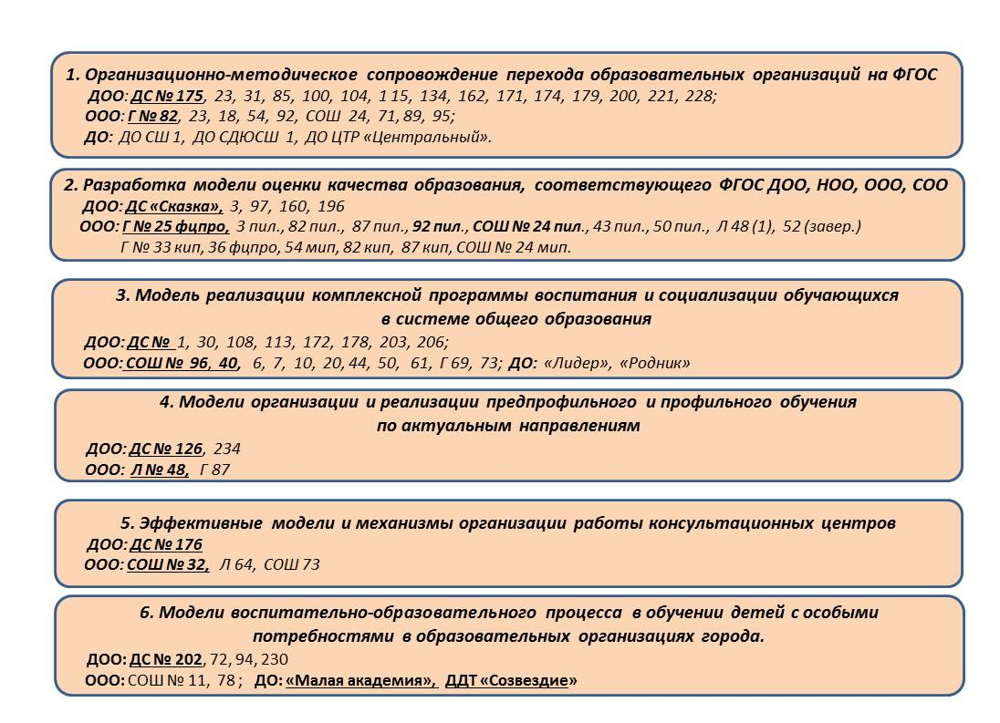 1. Организационно-методическое сопровождение перехода образовательных организаций на ФГОС
ДОО: ДС № 175, 23, 31, 85, 100, 104, 1 15, 134, 162, 171, 174, 179, 200, 221, 228;
ООО: Г № 82, 23, 18, 54, 92, СОШ 24, 71, 89, 95;
ДО: ДО СШ 1, ДО СДЮСШ 1, ДО ЦТР «Центральный».
2. Разработка модели оценки качества образования, соответствующего ФГОС ДОО, НОО, ООО, СОО
ДОО: ДС «Сказка», 3, 97, 160, 196
ООО: Г № 25 фцпро, 3 пил., 82 пил., 87 пил., 92 пил., СОШ № 24 пил., 43 пил., 50 пил., Л 48 (1), 52 (завер.)
Г № 33 кип, 36 фцпро, 54 мип, 82 кип, 87 кип, СОШ № 24 мип.
3. Модель реализации комплексной программы воспитания и социализации обучающихся
в системе общего образования
ДОО: ДС № 1, 30, 108, 113, 172, 178, 203, 206;
ООО: СОШ № 96, 40, 6, 7, 10, 20, 44, 50, 61, Г 69, 73; ДО: «Лидер», «Родник»
4. Модели организации и реализации предпрофильного и профильного обучения
по актуальным направлениям
ДОО: ДС № 126, 234
ООО: Л № 48, Г 87
5. Эффективные модели и механизмы организации работы консультационных центров
ДОО: ДС № 176
ООО: СОШ № 32, Л 64, СОШ 73
6. Модели воспитательно-образовательного процесса в обучении детей с особыми
потребностями в образовательных организациях города.
ДОО: ДС № 202, 72, 94, 230
ООО: СОШ № 11, 78 ; ДО: «Малая академия», ДДТ «Созвездие»